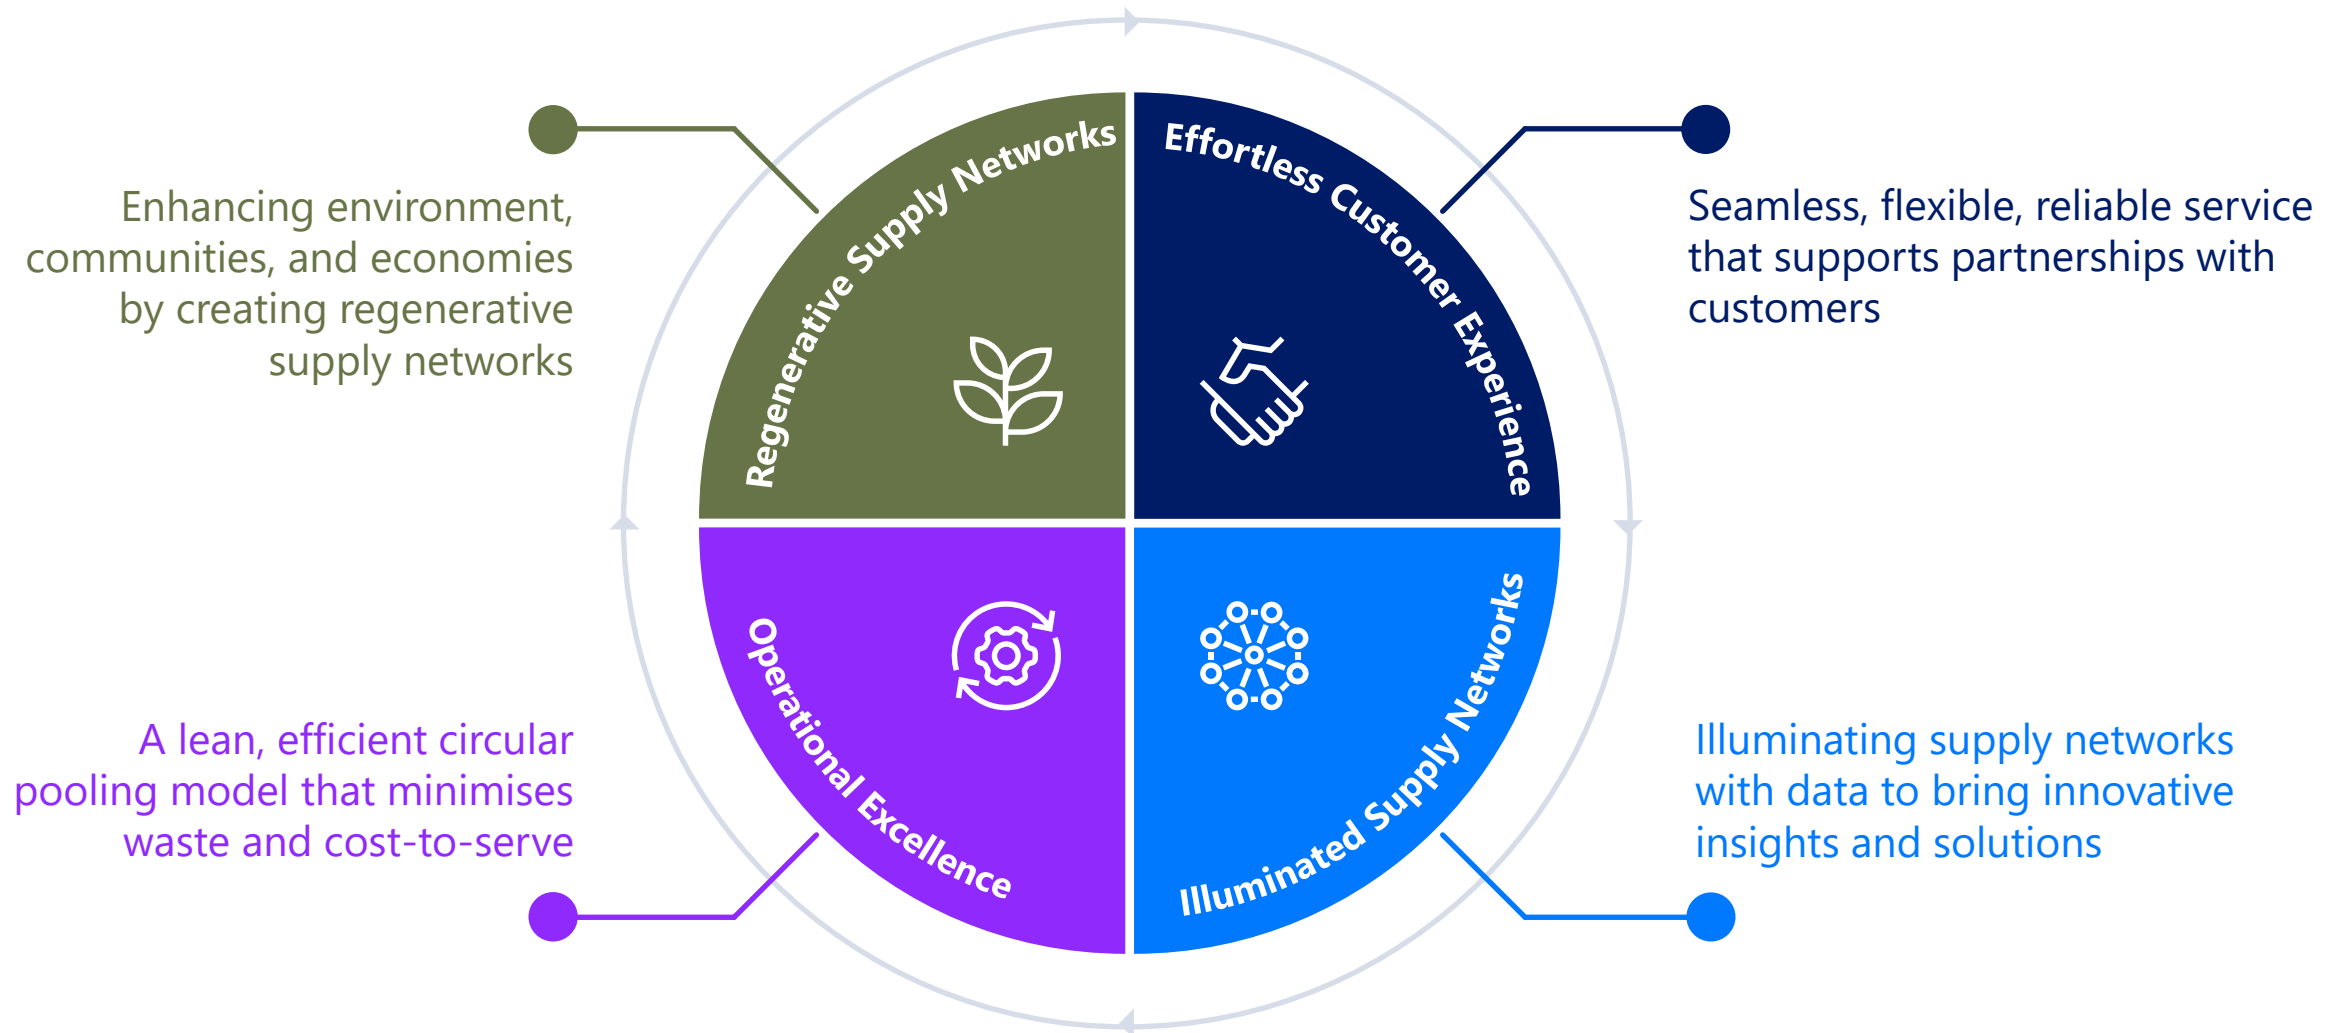 Regenerative Supply Networks
Effortless Customer Experience
Enhancing environment,
communities, and economies
by creating regenerative
supply networks
Seamless, flexible, reliable service
that supports partnerships with
customers
Operational Excellence
Illuminated Supply Networks
A lean, efficient circular
pooling model that minimises
waste and cost-to-serve
Illuminating supply networks
with data to bring innovative
insights and solutions